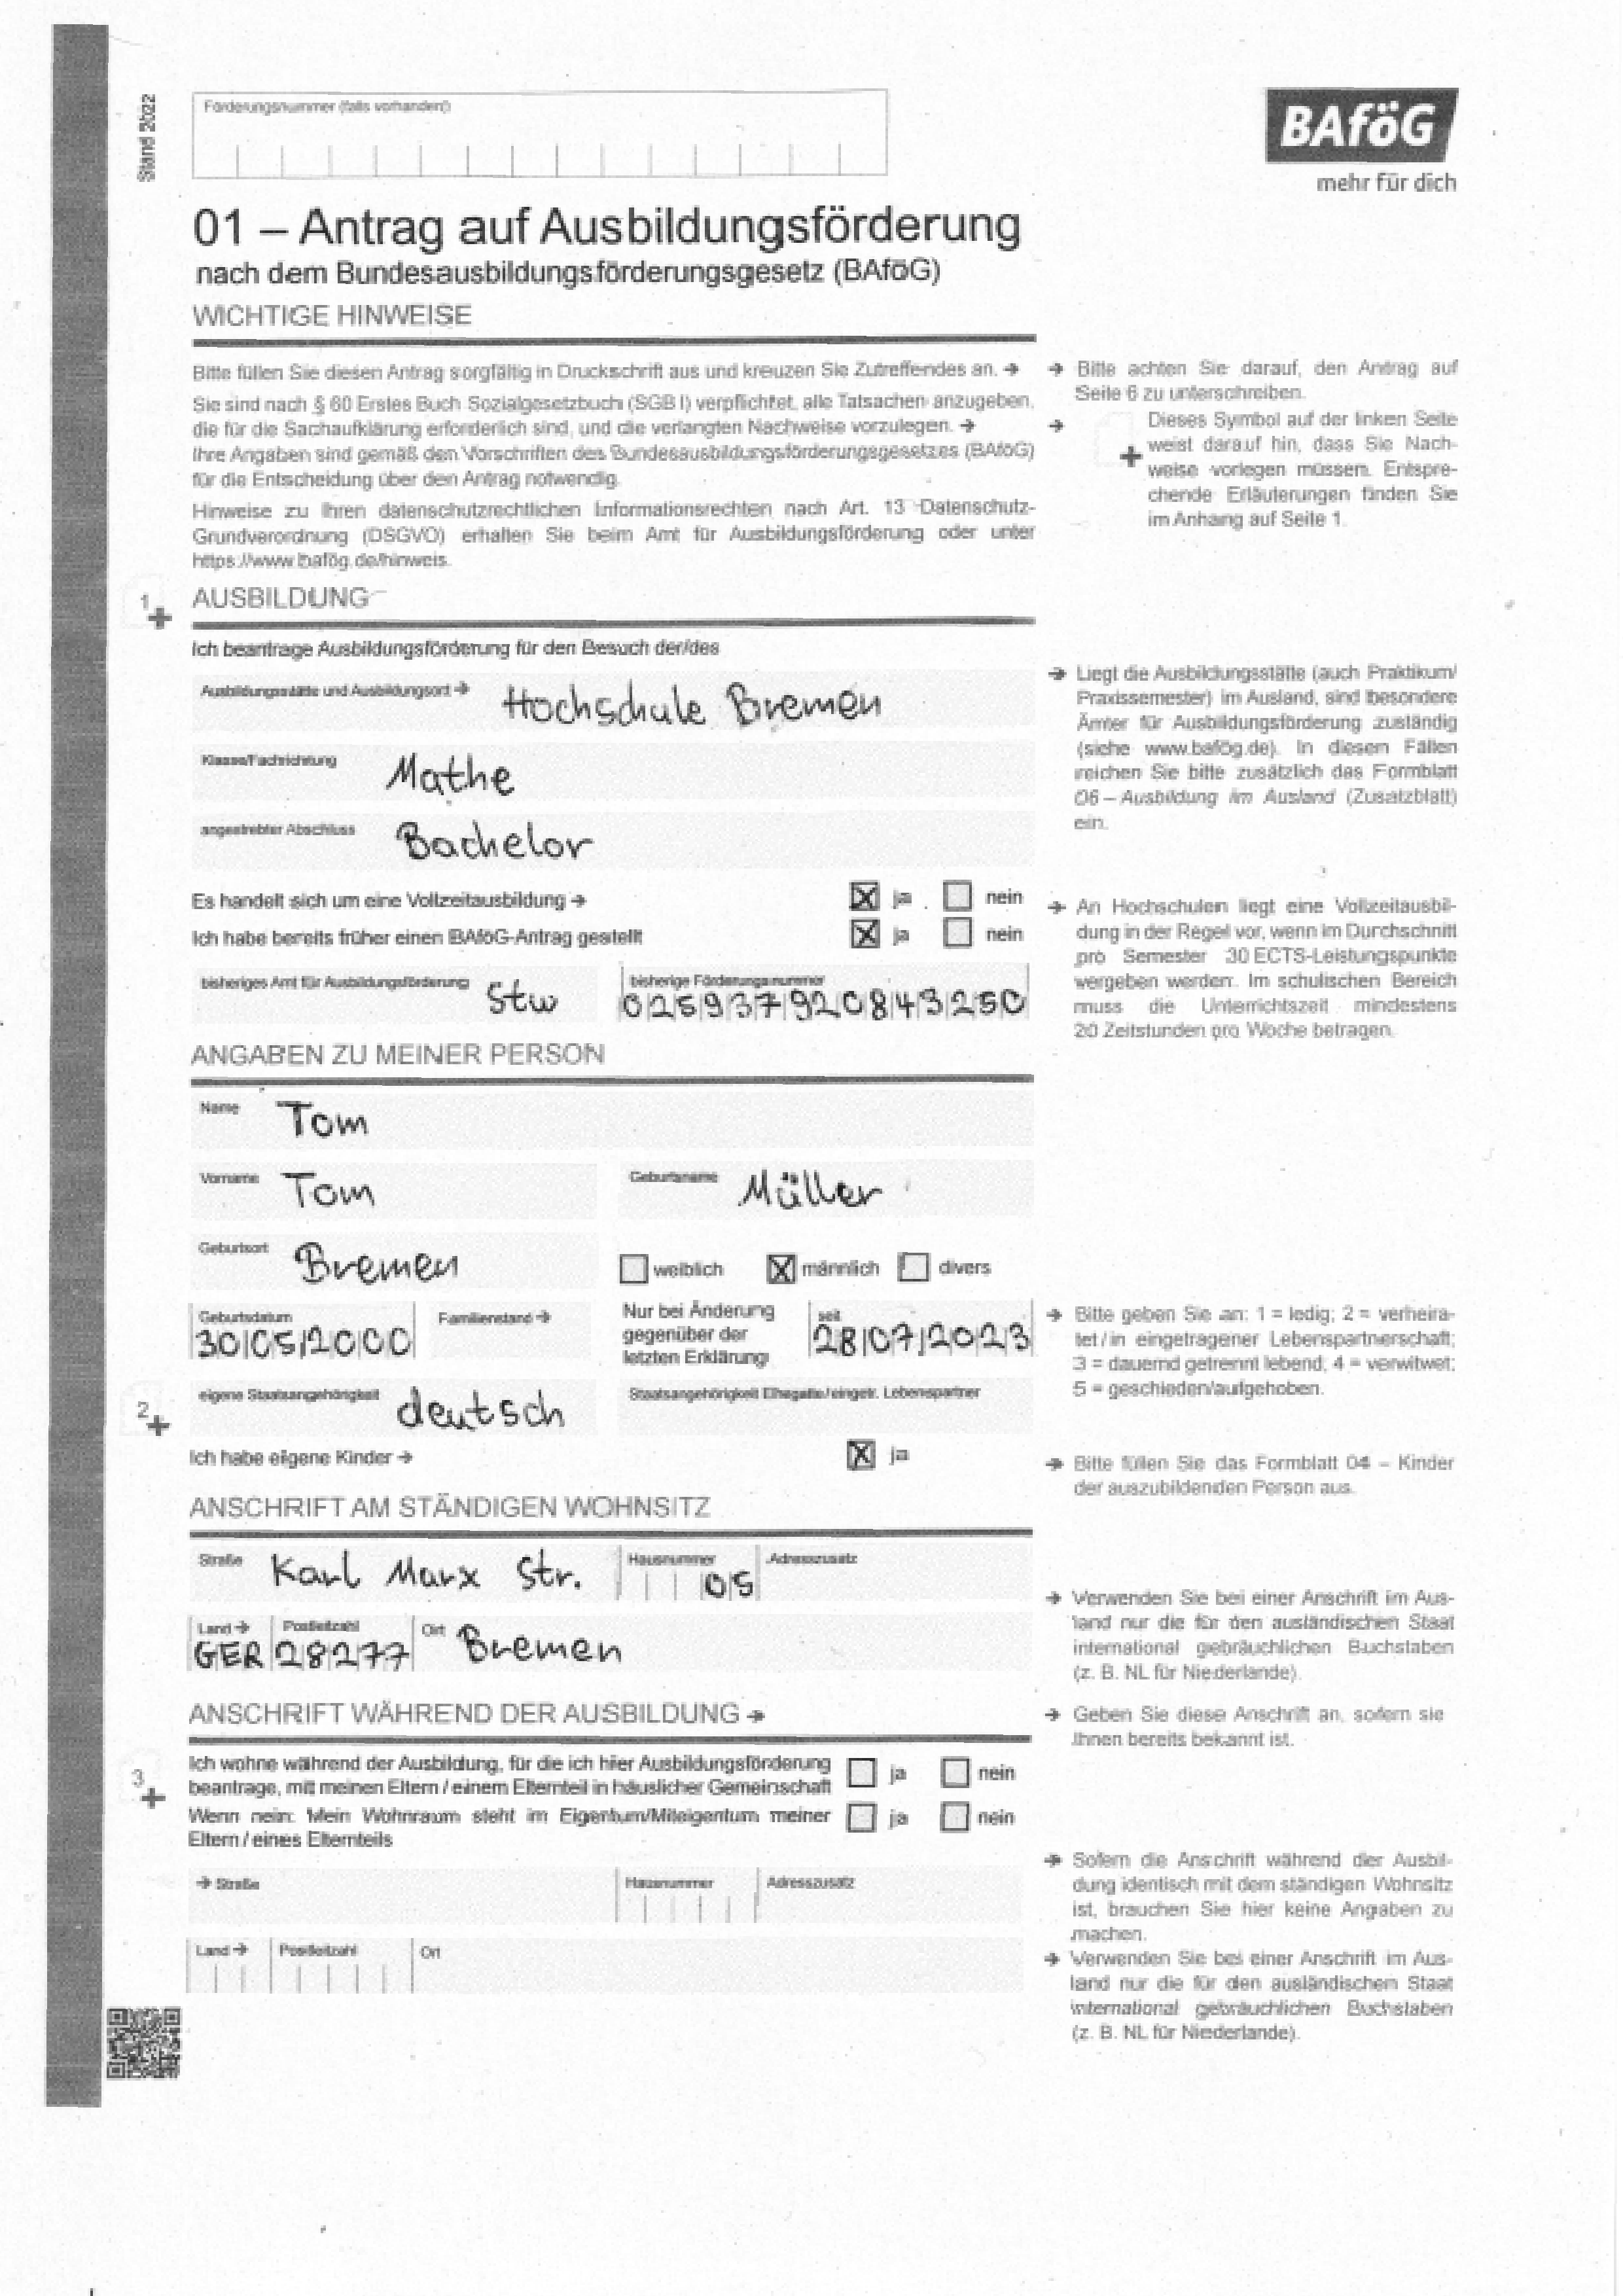 Stand 2/022
Förderungsnummer (falls vorhanden)
BAföG
mehr für dich
01 – Antrag auf Ausbildungsförderung
nach dem Bundesausbildungsförderungsgesetz (BAföG)
WICHTIGE HINWEISE
Bitte füllen Sie diesen Antrag sorgfältig in Druckschrift aus und kreuzen Sie Zutreffendes an. →
Sie sind nach § 60 Erstes Buch Sozialgesetzbuch (SGB I) verpflichtet, alle Tatsachen anzugeben,
die für die Sachaufklärung erforderlich sind, und die verlangten Nachweise vorzulegen. →
Ihre Angaben sind gemäß den Vorschriften des Bundesausbildungsförderungsgesetzes (BAföG)
für die Entscheidung über den Antrag notwendig.
Hinweise zu Ihren datenschutzrechtlichen Informationsrechten nach Art. 13 Datenschutz-
Grundverordnung (DSGVO) erhalten Sie beim Amt für Ausbildungsförderung oder unter
https://www.bafög.de/hinweis.
→ Bitte achten Sie darauf, den Antrag auf
Seite 6 zu unterschreiben.
→ Dieses Symbol auf der linken Seite
+ weist darauf hin, dass Sie Nach-
weise vorlegen müssen. Entspre-
chende Erläuterungen finden Sie
im Anhang auf Seite 1.
1 + AUSBILDUNG
Ich beantrage Ausbildungsförderung für den Besuch der/des
Ausbildungsstätte und Ausbildungsort → Hochschule Bremen
Klasse/Fachrichtung Mathe
angestrebter Abschluss Bachelor
→ Liegt die Ausbildungsstätte (auch Praktikum/
Praxissemester) im Ausland, sind besondere
Ämter für Ausbildungsförderung zuständig
(siehe www.bafög.de). In diesen Fällen
reichen Sie bitte zusätzlich das Formblatt
06 – Ausbildung im Ausland (Zusatzblatt)
ein.
Es handelt sich um eine Vollzeitausbildung → X ja nein
Ich habe bereits früher einen BAföG-Antrag gestellt X ja nein
bisheriges Amt für Ausbildungsförderung Stw bisherige Förderungsnummer 025937920843250
→ An Hochschulen liegt eine Vollzeitausbil-
dung in der Regel vor, wenn im Durchschnitt
pro Semester 30 ECTS-Leistungspunkte
vergeben werden. Im schulischen Bereich
muss die Unterrichtszeit mindestens
20 Zeitstunden pro Woche betragen.
ANGABEN ZU MEINER PERSON
Name Tom
Vorname Tom Geburtsname Müller
Geburtsort Bremen weiblich X männlich divers
Geburtsdatum 30052000 Familienstand → Nur bei Änderung
gegenüber der
letzten Erklärung
seit 28072023
→ Bitte geben Sie an: 1 = ledig; 2 = verheira-
tet / in eingetragener Lebenspartnerschaft;
3 = dauernd getrennt lebend; 4 = verwitwet;
5 = geschieden/aufgehoben.
2 + eigene Staatsangehörigkeit deutsch Staatsangehörigkeit Ehegatte / eingetr. Lebenspartner
Ich habe eigene Kinder → X ja
→ Bitte füllen Sie das Formblatt 04 – Kinder
der auszubildenden Person aus.
ANSCHRIFT AM STÄNDIGEN WOHNSITZ
Straße Karl Marx Str. Hausnummer 05 Adresszusatz
Land → GER Postleitzahl 28277 Ort Bremen
→ Verwenden Sie bei einer Anschrift im Aus-
land nur die für den ausländischen Staat
international gebräuchlichen Buchstaben
(z. B. NL für Niederlande).
ANSCHRIFT WÄHREND DER AUSBILDUNG →
→ Geben Sie diese Anschrift an, sofern sie
Ihnen bereits bekannt ist.
3 + Ich wohne während der Ausbildung, für die ich hier Ausbildungsförderung
beantrage, mit meinen Eltern / einem Elternteil in häuslicher Gemeinschaft ja nein
Wenn nein: Mein Wohnraum steht im Eigentum/Miteigentum meiner
Eltern / eines Elternteils ja nein
→ Straße Hausnummer Adresszusatz
Land → Postleitzahl Ort
→ Sofern die Anschrift während der Ausbil-
dung identisch mit dem ständigen Wohnsitz
ist, brauchen Sie hier keine Angaben zu
machen.
→ Verwenden Sie bei einer Anschrift im Aus-
land nur die für den ausländischen Staat
international gebräuchlichen Buchstaben
(z. B. NL für Niederlande).